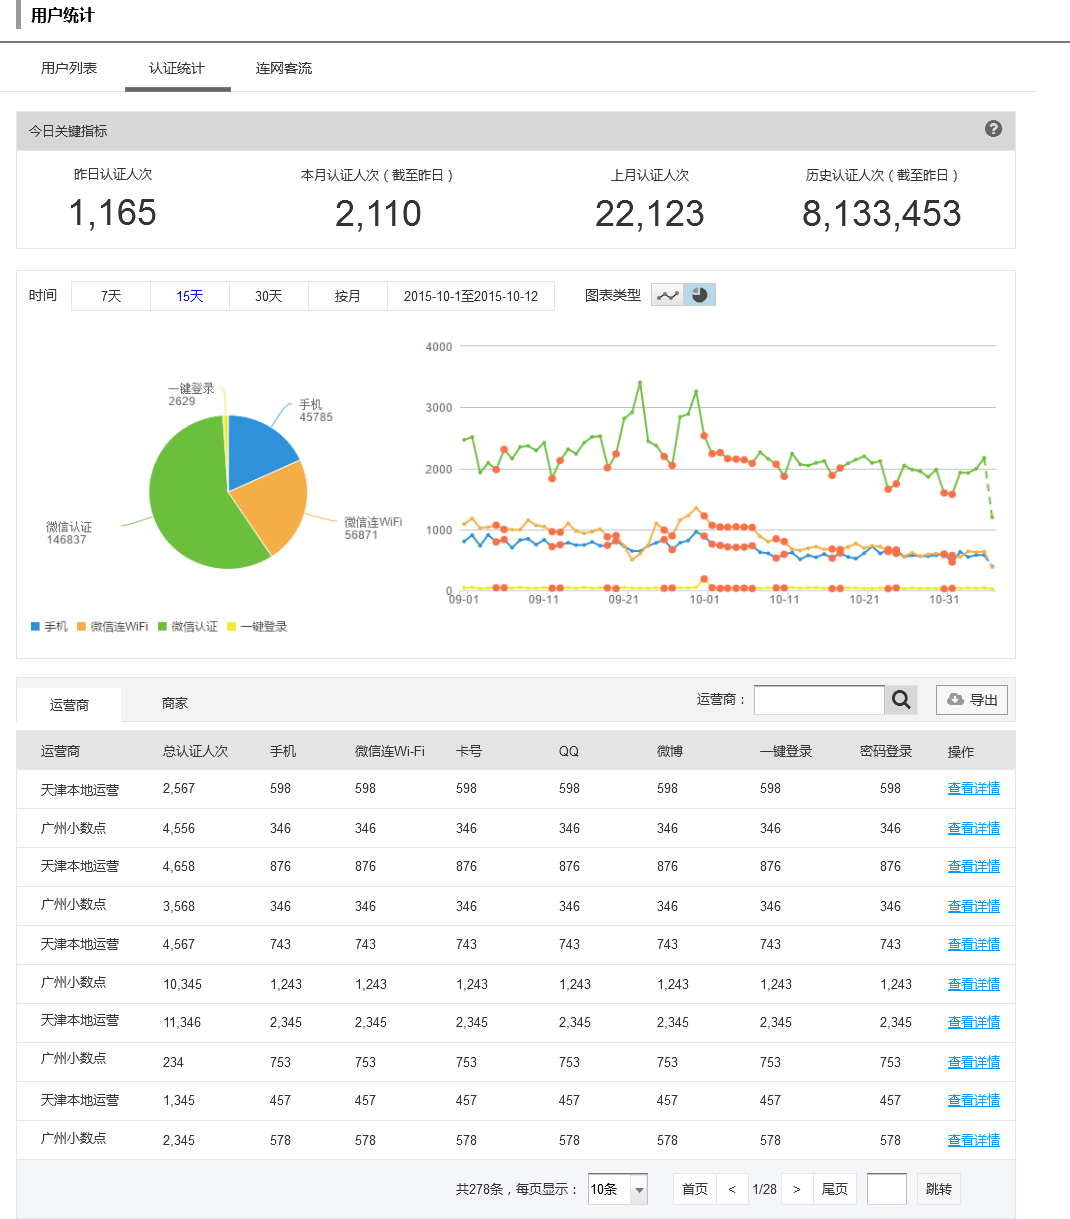 用户统计
用户列表 认证统计 连网客流
今日关键指标 ?
昨日认证人次 本月认证人次（截至昨日） 上月认证人次 历史认证人次（截至昨日）
1,165 2,110 22,123 8,133,453
时间 7天 15天 30天 按月 2015-10-1至2015-10-12 图表类型
4000
3000
2000
1000
0
09-01 09-11 09-21 10-01 10-11 10-21 10-31
一键登录
2629
手机
45785
微信连WiFi
56871
微信认证
146837
手机 微信连WiFi 微信认证 一键登录
运营商 商家 运营商： 导出
运营商 总认证人次 手机 微信连Wi-Fi 卡号 QQ 微博 一键登录 密码登录 操作
天津本地运营 2,567 598 598 598 598 598 598 598 查看详情
广州小数点 4,556 346 346 346 346 346 346 346 查看详情
天津本地运营 4,658 876 876 876 876 876 876 876 查看详情
广州小数点 3,568 346 346 346 346 346 346 346 查看详情
天津本地运营 4,567 743 743 743 743 743 743 743 查看详情
广州小数点 10,345 1,243 1,243 1,243 1,243 1,243 1,243 1,243 查看详情
天津本地运营 11,346 2,345 2,345 2,345 2,345 2,345 2,345 2,345 查看详情
广州小数点 234 753 753 753 753 753 753 753 查看详情
天津本地运营 1,345 457 457 457 457 457 457 457 查看详情
广州小数点 2,345 578 578 578 578 578 578 578 查看详情
共278条，每页显示： 10条 首页 < 1/28 > 尾页 跳转